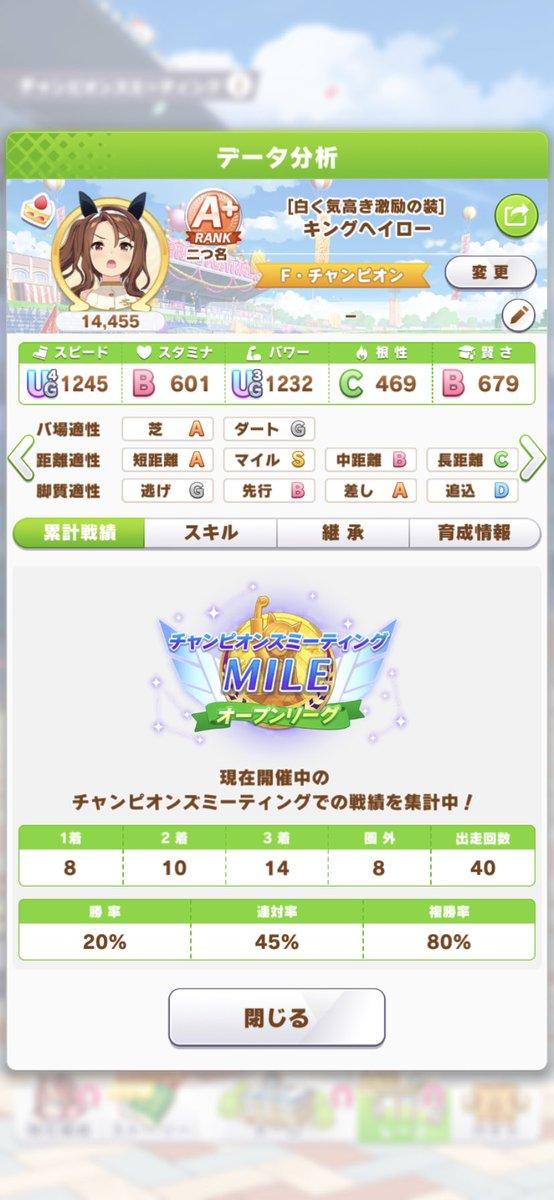 チャンピオンズミーティング
データ分析
A+
RANK
二つ名
[白く気高き激励の装]
キングヘイロー
F・チャンピオン
変更
14,455
スピード スタミナ パワー 根性 賢さ
UG4 1245 B 601 UG3 1232 C 469 B 679
バ場適性 芝 A ダート G
距離適性 短距離 A マイル S 中距離 B 長距離 C
脚質適性 逃げ G 先行 B 差し A 追込 D
累計戦績 スキル 継承 育成情報
チャンピオンズミーティング
MILE
オープンリーグ
現在開催中の
チャンピオンズミーティングでの戦績を集計中！
1着 2着 3着 圏外 出走回数
8 10 14 8 40
勝率 連対率 複勝率
20% 45% 80%
閉じる